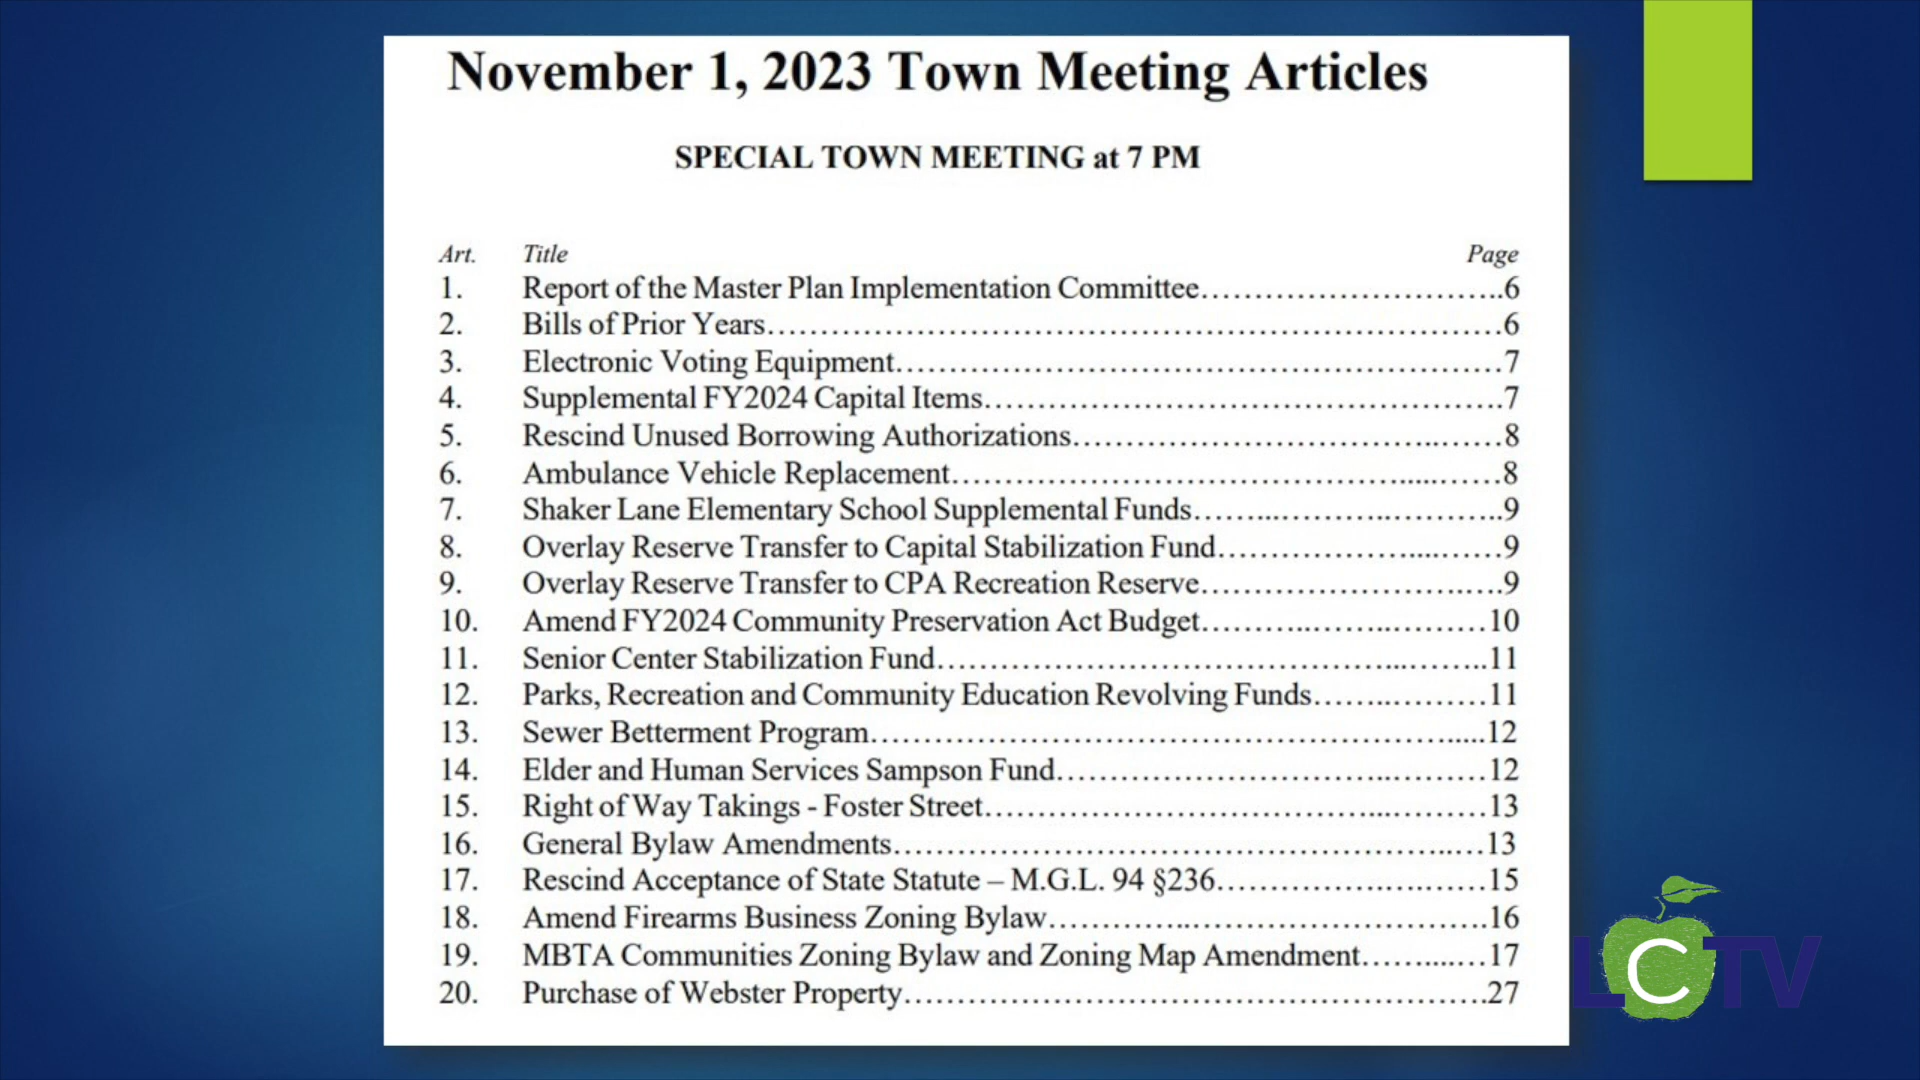 November 1, 2023 Town Meeting Articles
SPECIAL TOWN MEETING at 7 PM
Art. Title Page
1. Report of the Master Plan Implementation Committee 6
2. Bills of Prior Years 6
3. Electronic Voting Equipment 7
4. Supplemental FY2024 Capital Items 7
5. Rescind Unused Borrowing Authorizations 8
6. Ambulance Vehicle Replacement 8
7. Shaker Lane Elementary School Supplemental Funds 9
8. Overlay Reserve Transfer to Capital Stabilization Fund 9
9. Overlay Reserve Transfer to CPA Recreation Reserve 9
10. Amend FY2024 Community Preservation Act Budget 10
11. Senior Center Stabilization Fund 11
12. Parks, Recreation and Community Education Revolving Funds 11
13. Sewer Betterment Program 12
14. Elder and Human Services Sampson Fund 12
15. Right of Way Takings - Foster Street 13
16. General Bylaw Amendments 13
17. Rescind Acceptance of State Statute – M.G.L. 94 §236 15
18. Amend Firearms Business Zoning Bylaw 16
19. MBTA Communities Zoning Bylaw and Zoning Map Amendment 17
20. Purchase of Webster Property 27
LCTV